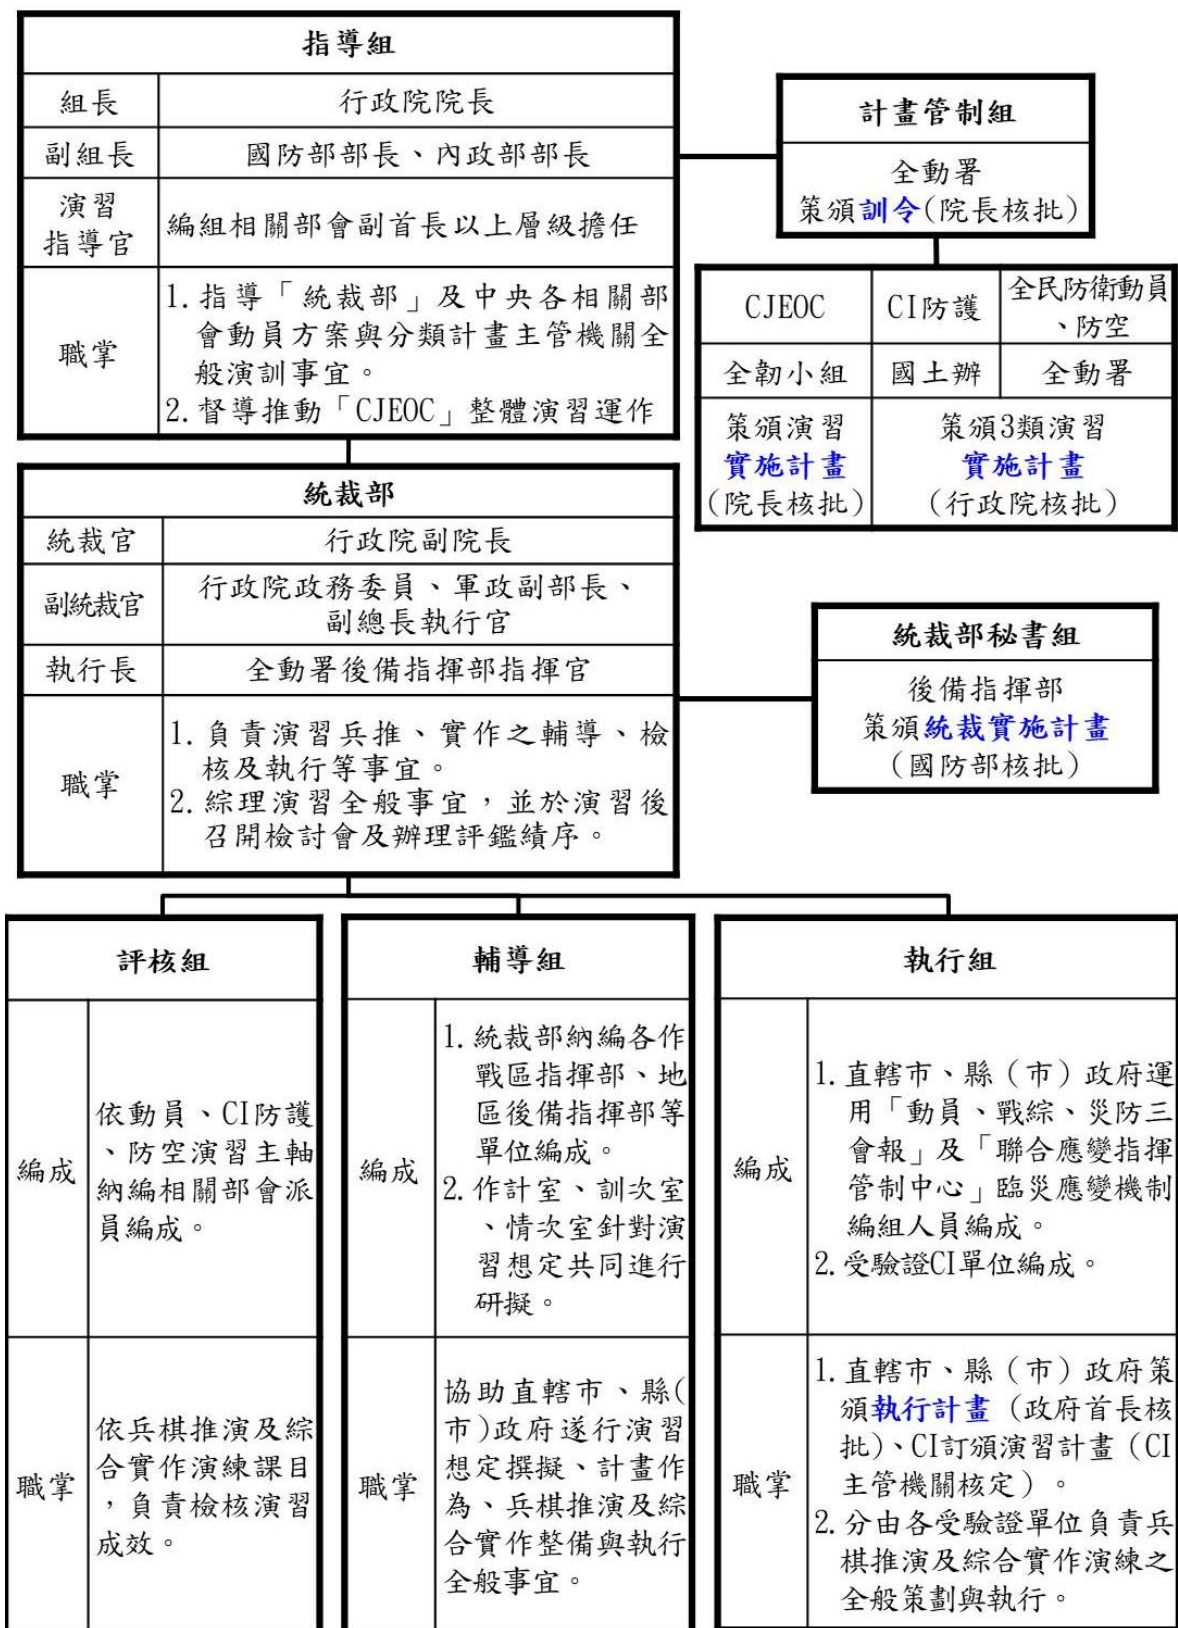 指導組
組長
行政院院長
副組長
國防部部長、內政部部長
演習
指導官
編組相關部會副首長以上層級擔任
職掌
1.指導「統裁部」及中央各相關部
會動員方案與分類計畫主管機關全
般演訓事宜。
2.督導推動「CJEOC」整體演習運作
計畫管制組
全動署
策頒訓令(院長核批)
CJEOC
CI防護
全民防衛動員
、防空
全韌小組
國土辦
全動署
策頒演習
實施計畫
(院長核批)
策頒3類演習
實施計畫
(行政院核批)
統裁部
統裁官
行政院副院長
副統裁官
行政院政務委員、軍政副部長、
副總長執行官
執行長
全動署後備指揮部指揮官
職掌
1.負責演習兵推、實作之輔導、檢
核及執行等事宜。
2.綜理演習全般事宜，並於演習後
召開檢討會及辦理評鑑績序。
統裁部秘書組
後備指揮部
策頒統裁實施計畫
(國防部核批)
評核組
編成
依動員、CI防護
、防空演習主軸
納編相關部會派
員編成。
職掌
依兵棋推演及綜
合實作演練課目
，負責檢核演習
成效。
輔導組
編成
1.統裁部納編各作
戰區指揮部、地
區後備指揮部等
單位編成。
2.作計室、訓次室
、情次室針對演
習想定共同進行
研擬。
職掌
協助直轄市、縣(
市)政府遂行演習
想定撰擬、計畫作
為、兵棋推演及綜
合實作整備與執行
全般事宜。
執行組
編成
1.直轄市、縣（市）政府運
用「動員、戰綜、災防三
會報」及「聯合應變指揮
管制中心」臨災應變機制
編組人員編成。
2.受驗證CI單位編成。
職掌
1.直轄市、縣（市）政府策
頒執行計畫（政府首長核
批)、CI訂頒演習計畫（CI
主管機關核定）。
2.分由各受驗證單位負責兵
棋推演及綜合實作演練之
全般策劃與執行。